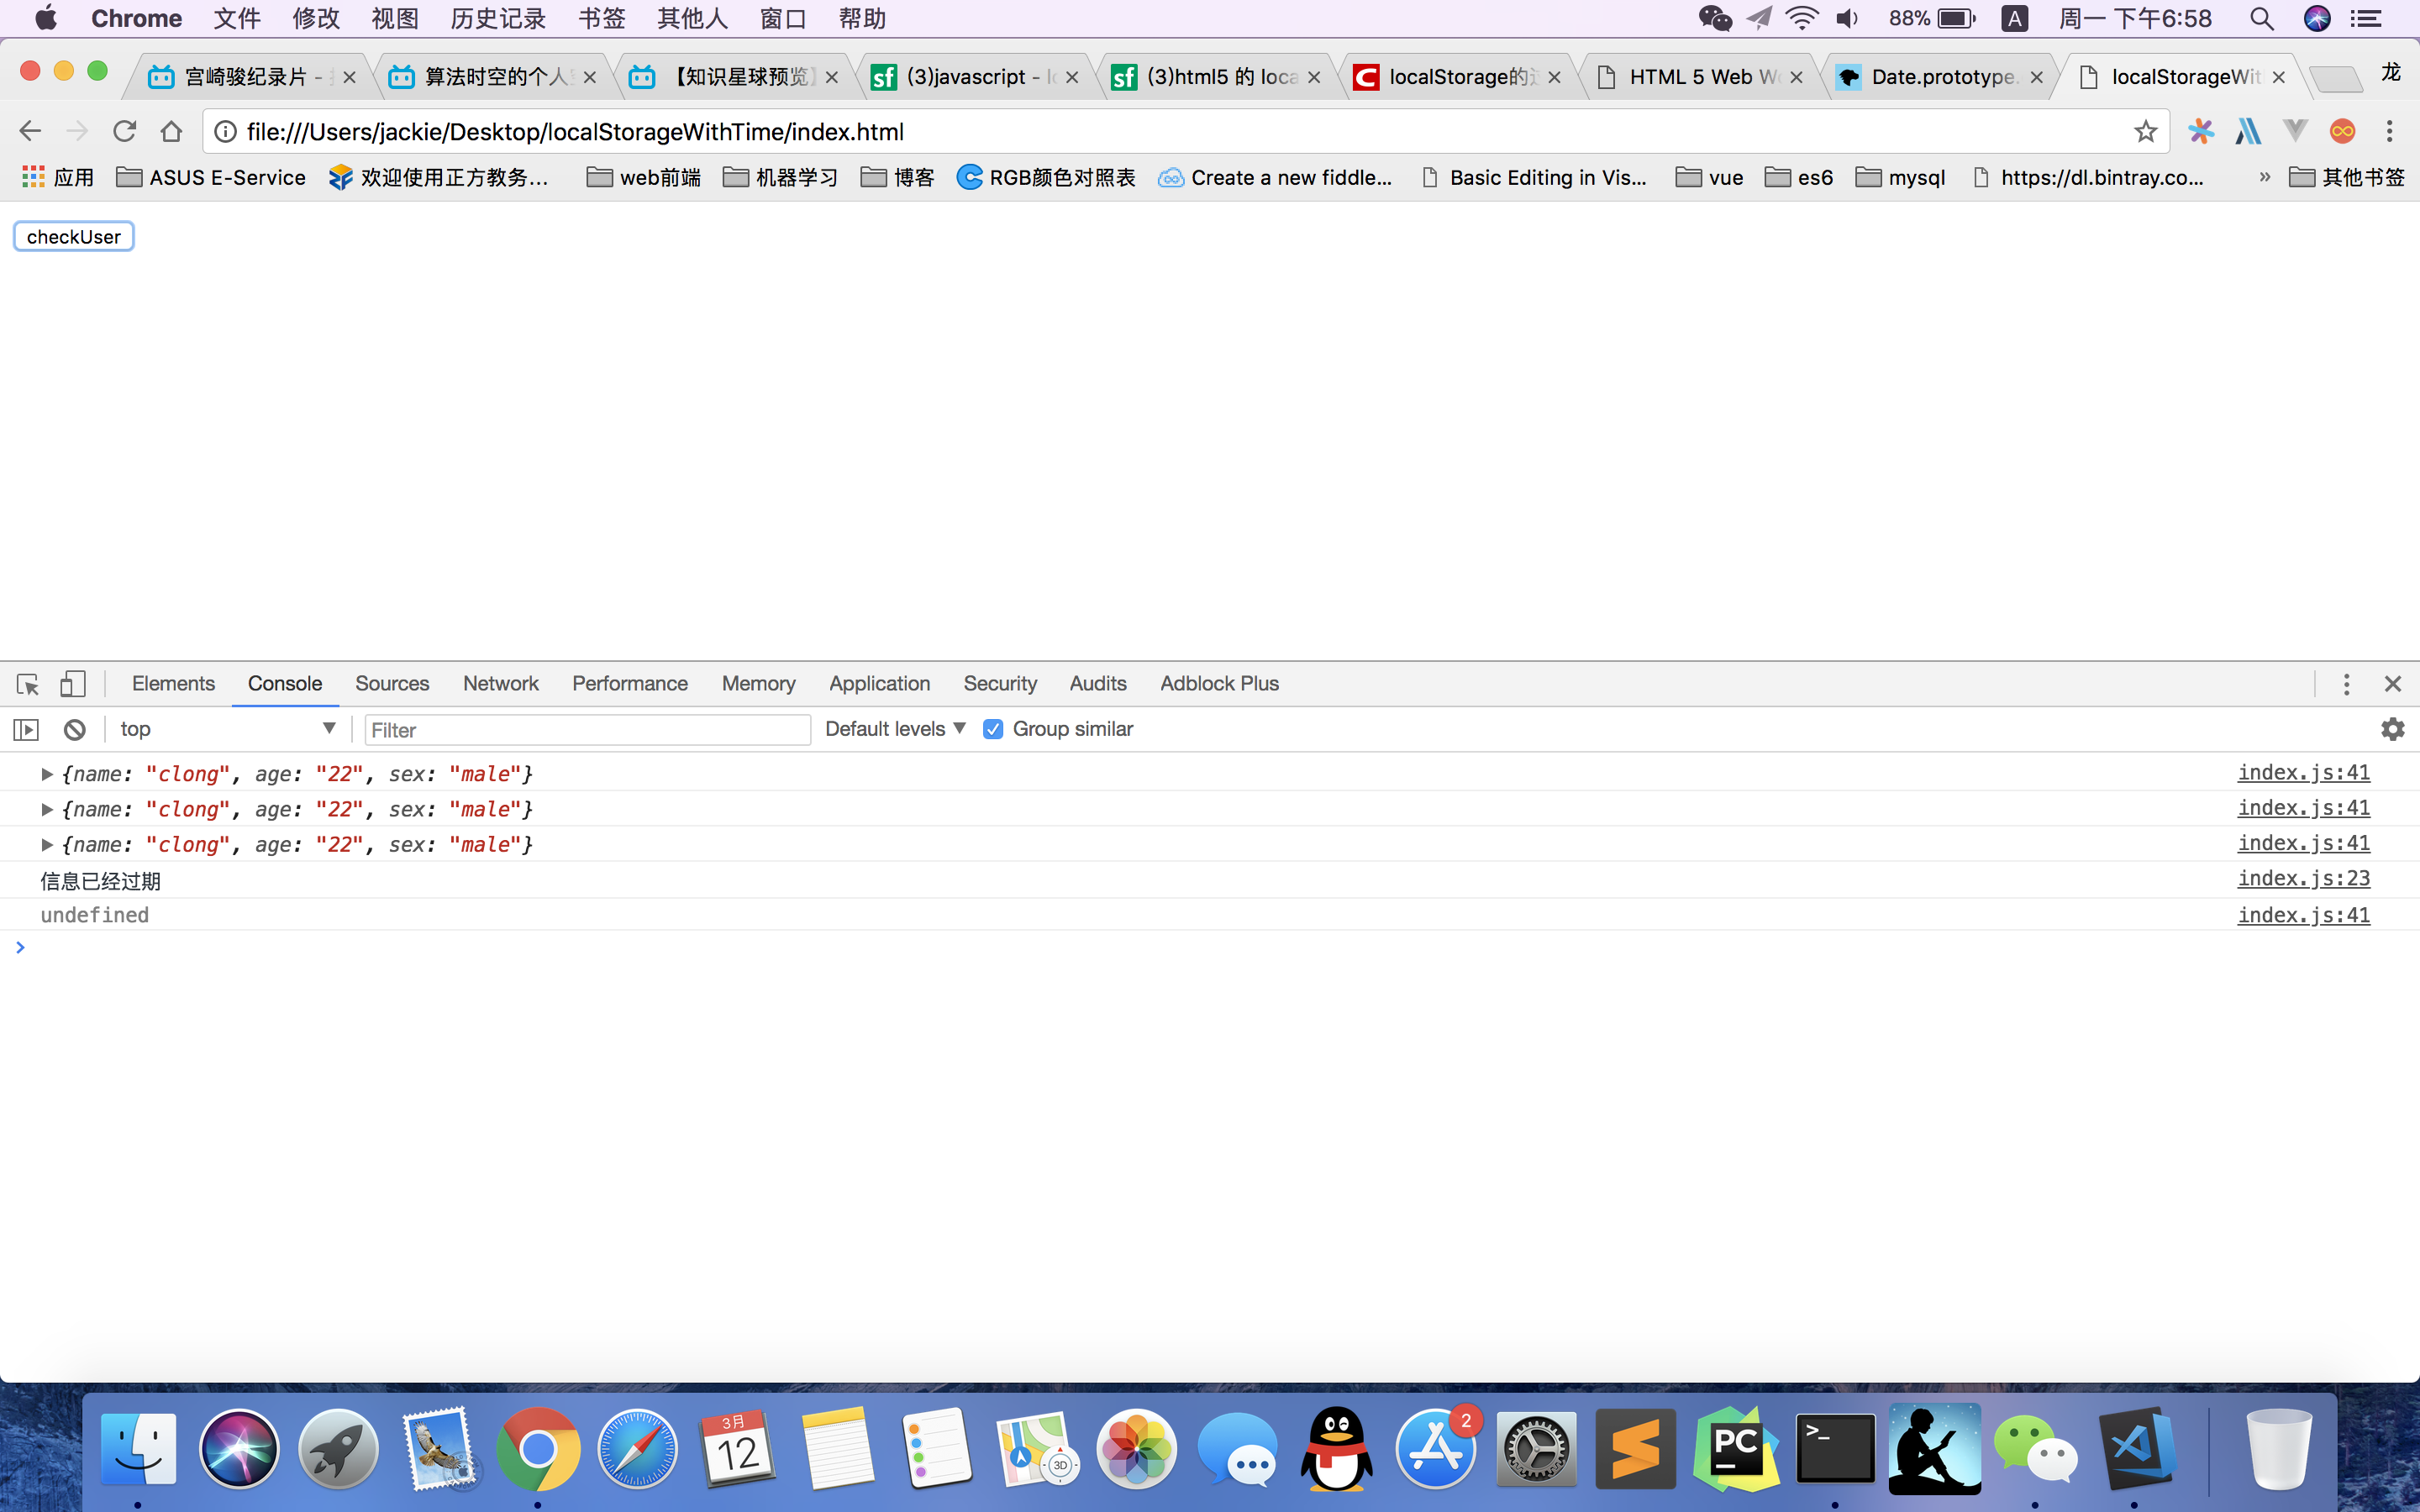 Chrome 文件 修改 视图 历史记录 书签 其他人 窗口 帮助 88% A 周一 下午6:58
宫崎骏纪录片 - 算法时空的个人 【知识星球预览】 sf (3)javascript - lo sf (3)html5 的 loca C localStorage的 HTML 5 Web W Date.prototype. localStorageWit 龙
file:///Users/jackie/Desktop/localStorageWithTime/index.html
应用 ASUS E-Service 欢迎使用正方教务... web前端 机器学习 博客 RGB颜色对照表 Create a new fiddle... Basic Editing in Vis... vue es6 mysql https://dl.bintray.co... » 其他书签
checkUser
Elements Console Sources Network Performance Memory Application Security Audits Adblock Plus
top Filter Default levels Group similar
{name: "clong", age: "22", sex: "male"} index.js:41
{name: "clong", age: "22", sex: "male"} index.js:41
{name: "clong", age: "22", sex: "male"} index.js:41
信息已经过期 index.js:23
undefined index.js:41
3月
12
3D
2
PC
>_